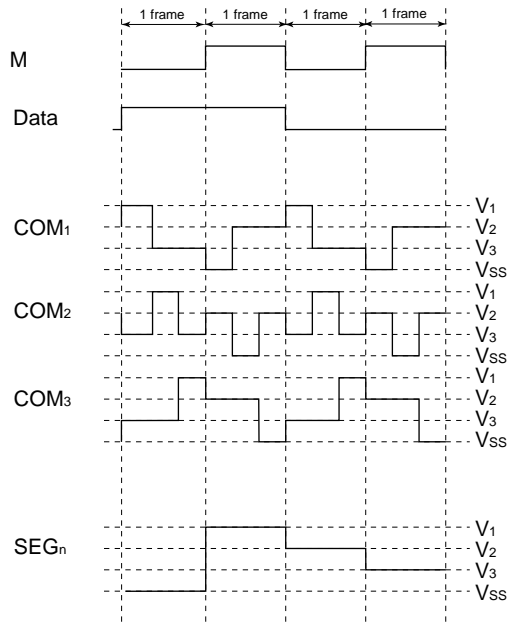 1 frame 1 frame 1 frame 1 frame
M
Data
V1
COM1 V2
V3
VSS
V1
COM2 V2
V3
VSS
V1
COM3 V2
V3
VSS
V1
SEGn V2
V3
VSS